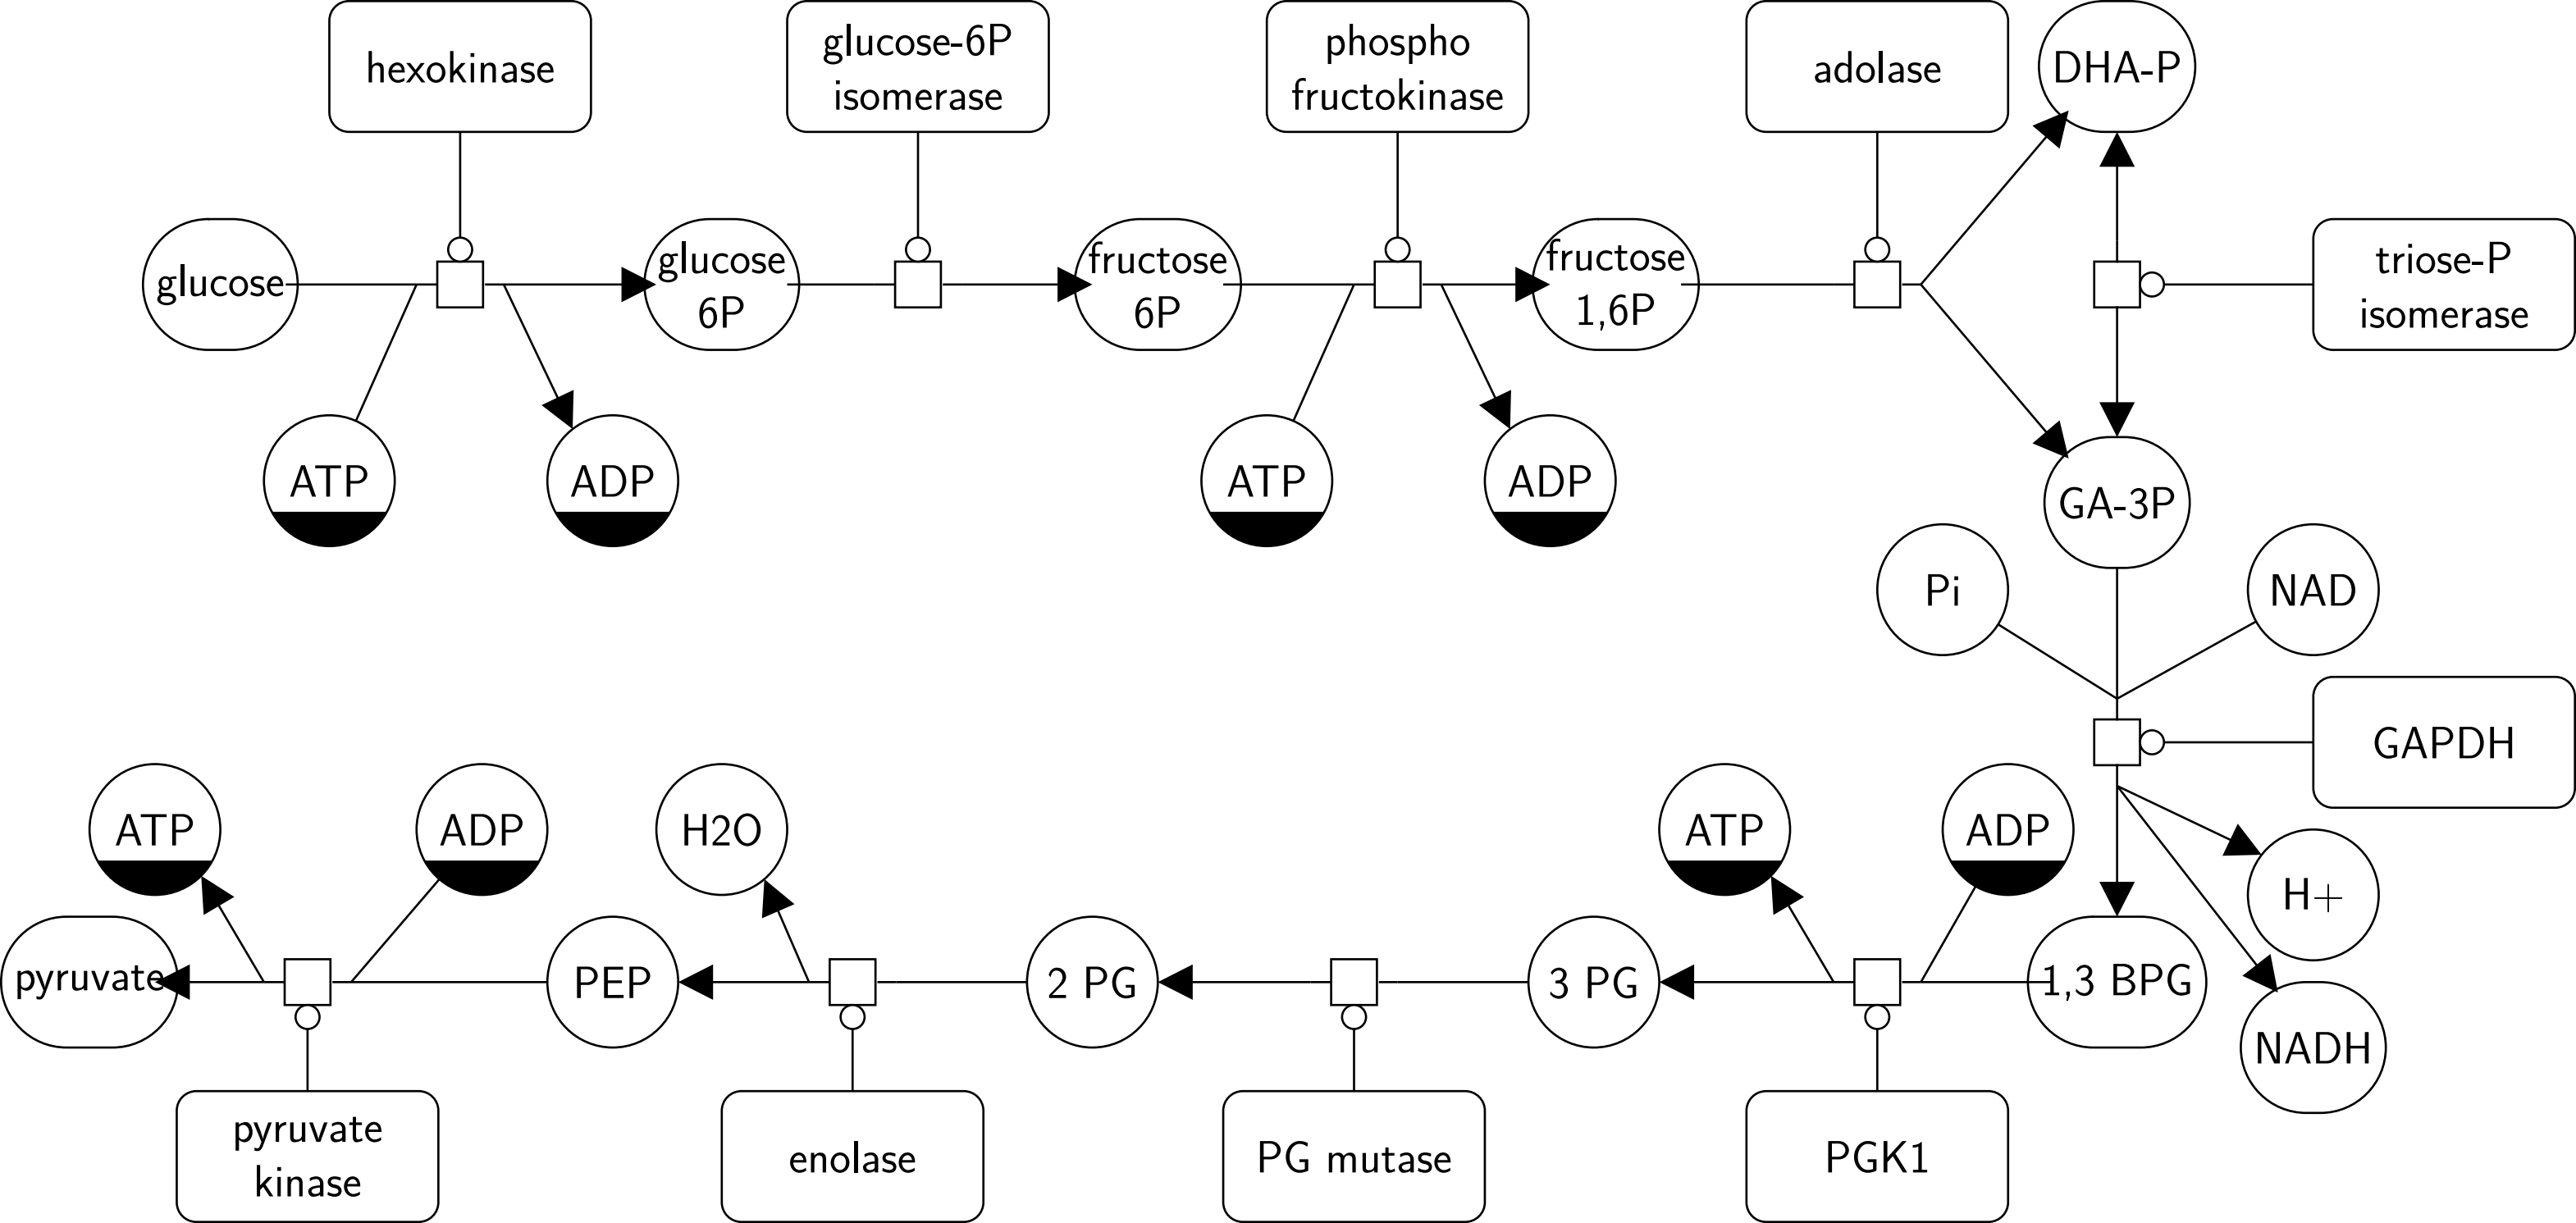 hexokinase
glucose-6P
isomerase
phospho
fructokinase
adolase
DHA-P
glucose
glucose
6P
fructose
6P
fructose
1,6P
triose-P
isomerase
ATP
ADP
ATP
ADP
GA-3P
Pi
NAD
GAPDH
ATP
ADP
H2O
ATP
ADP
H+
pyruvate
PEP
2 PG
3 PG
1,3 BPG
NADH
pyruvate
kinase
enolase
PG mutase
PGK1